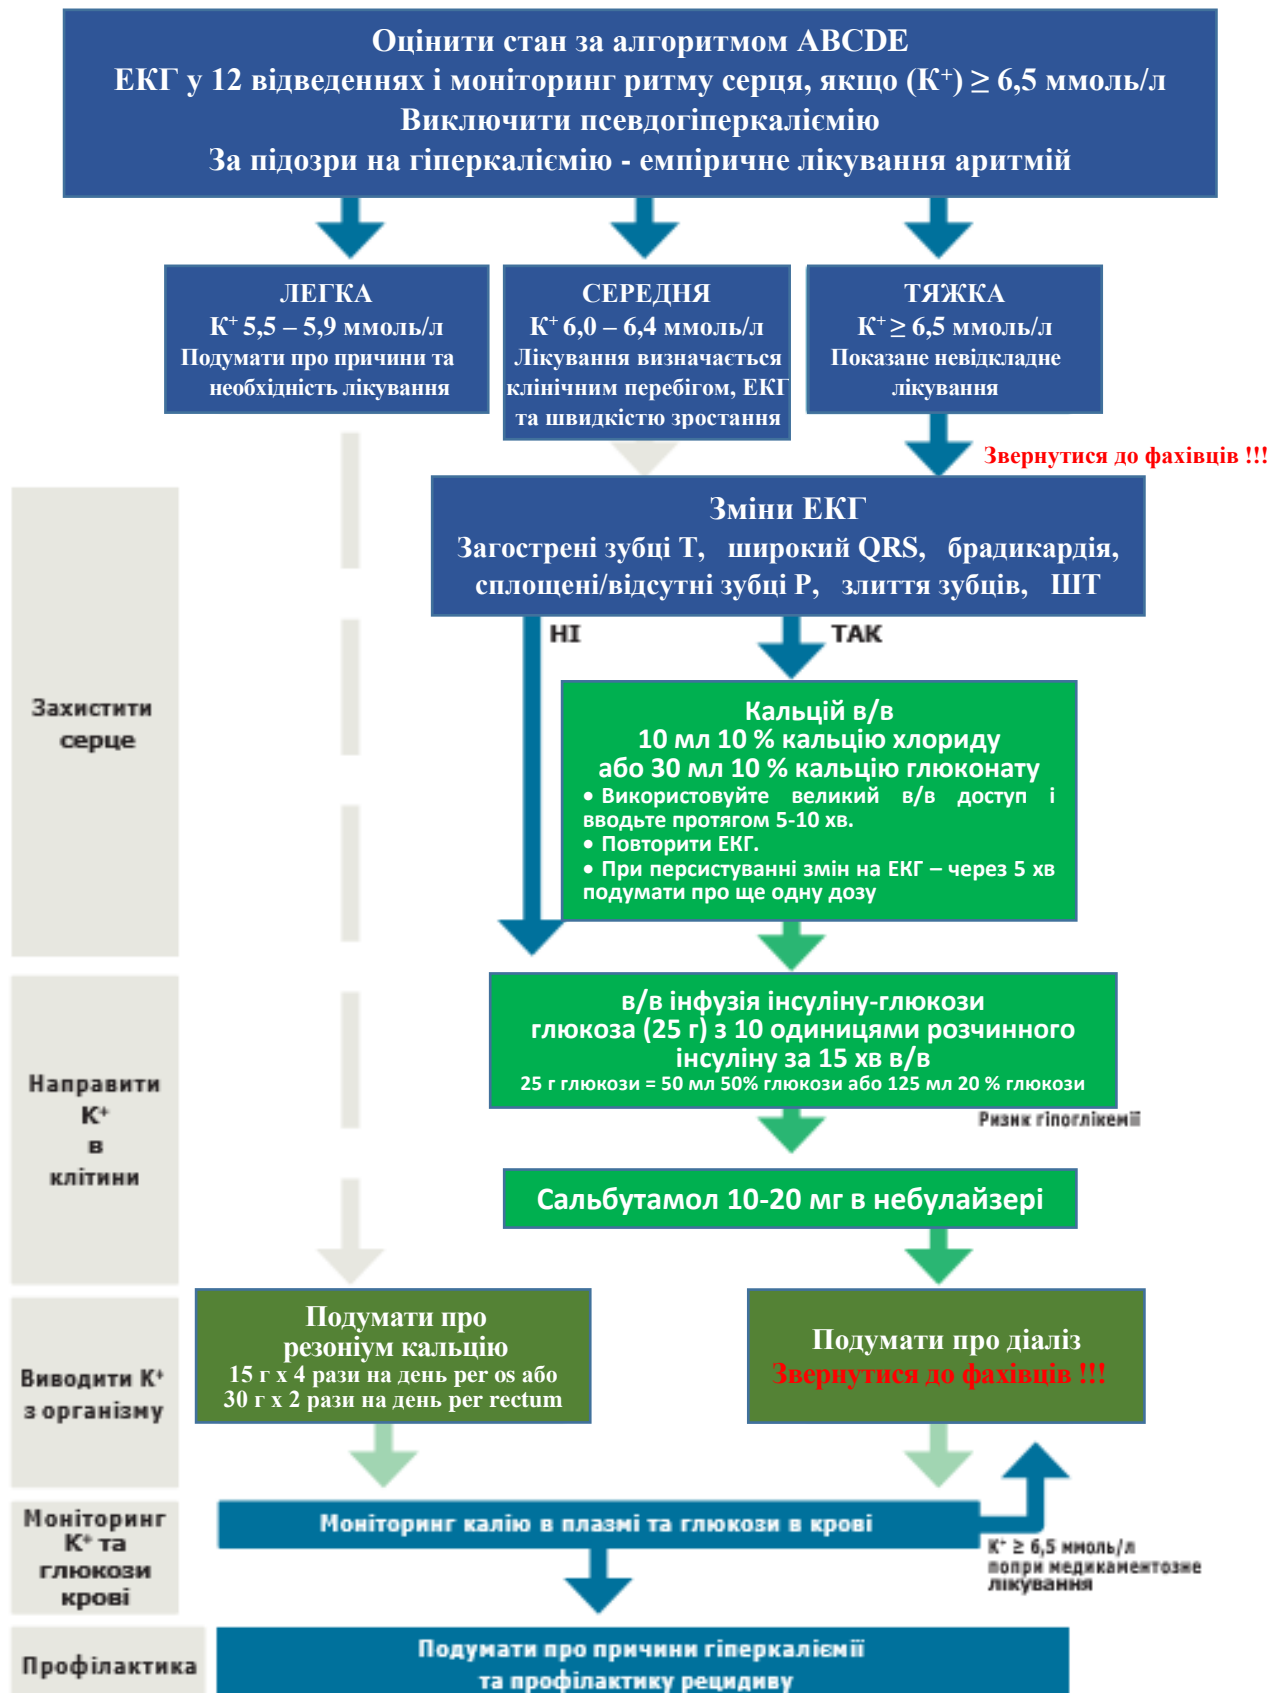 Оцінити стан за алгоритмом ABCDE
ЕКГ у 12 відведеннях і моніторинг ритму серця, якщо (К⁺) ≥ 6,5 ммоль/л
Виключити псевдогіперкаліємію
За підозри на гіперкаліємію - емпіричне лікування аритмій
ЛЕГКА
К⁺ 5,5 – 5,9 ммоль/л
Подумати про причини та
необхідність лікування
СЕРЕДНЯ
К⁺ 6,0 – 6,4 ммоль/л
Лікування визначається
клінічним перебігом, ЕКГ
та швидкістю зростання
ТЯЖКА
К⁺ ≥ 6,5 ммоль/л
Показане невідкладне
лікування
Звернутися до фахівців !!!
Зміни ЕКГ
Загострені зубці Т, широкий QRS, брадикардія,
сплощені/відсутні зубці Р, злиття зубців, ШТ
НІ
ТАК
Захистити
серце
Кальцій в/в
10 мл 10 % кальцію хлориду
або 30 мл 10 % кальцію глюконату
• Використовуйте великий в/в доступ і
вводьте протягом 5-10 хв.
• Повторити ЕКГ.
• При персистуванні змін на ЕКГ – через 5 хв
подумати про ще одну дозу
Направити
К⁺
в
клітини
в/в інфузія інсуліну-глюкози
глюкоза (25 г) з 10 одиницями розчинного
інсуліну за 15 хв в/в
25 г глюкози = 50 мл 50% глюкози або 125 мл 20 % глюкози
Ризик гіпоглікемії
Сальбутамол 10-20 мг в небулайзері
Виводити К⁺
з організму
Подумати про
резоніум кальцію
15 г х 4 рази на день per os або
30 г х 2 рази на день per rectum
Подумати про діаліз
Звернутися до фахівців !!!
Моніторинг
К⁺ та
глюкози
крові
Моніторинг калію в плазмі та глюкози в крові
К⁺ ≥ 6,5 ммоль/л
попри медикаментозне
лікування
Профілактика
Подумати про причини гіперкаліємії
та профілактику рецидиву